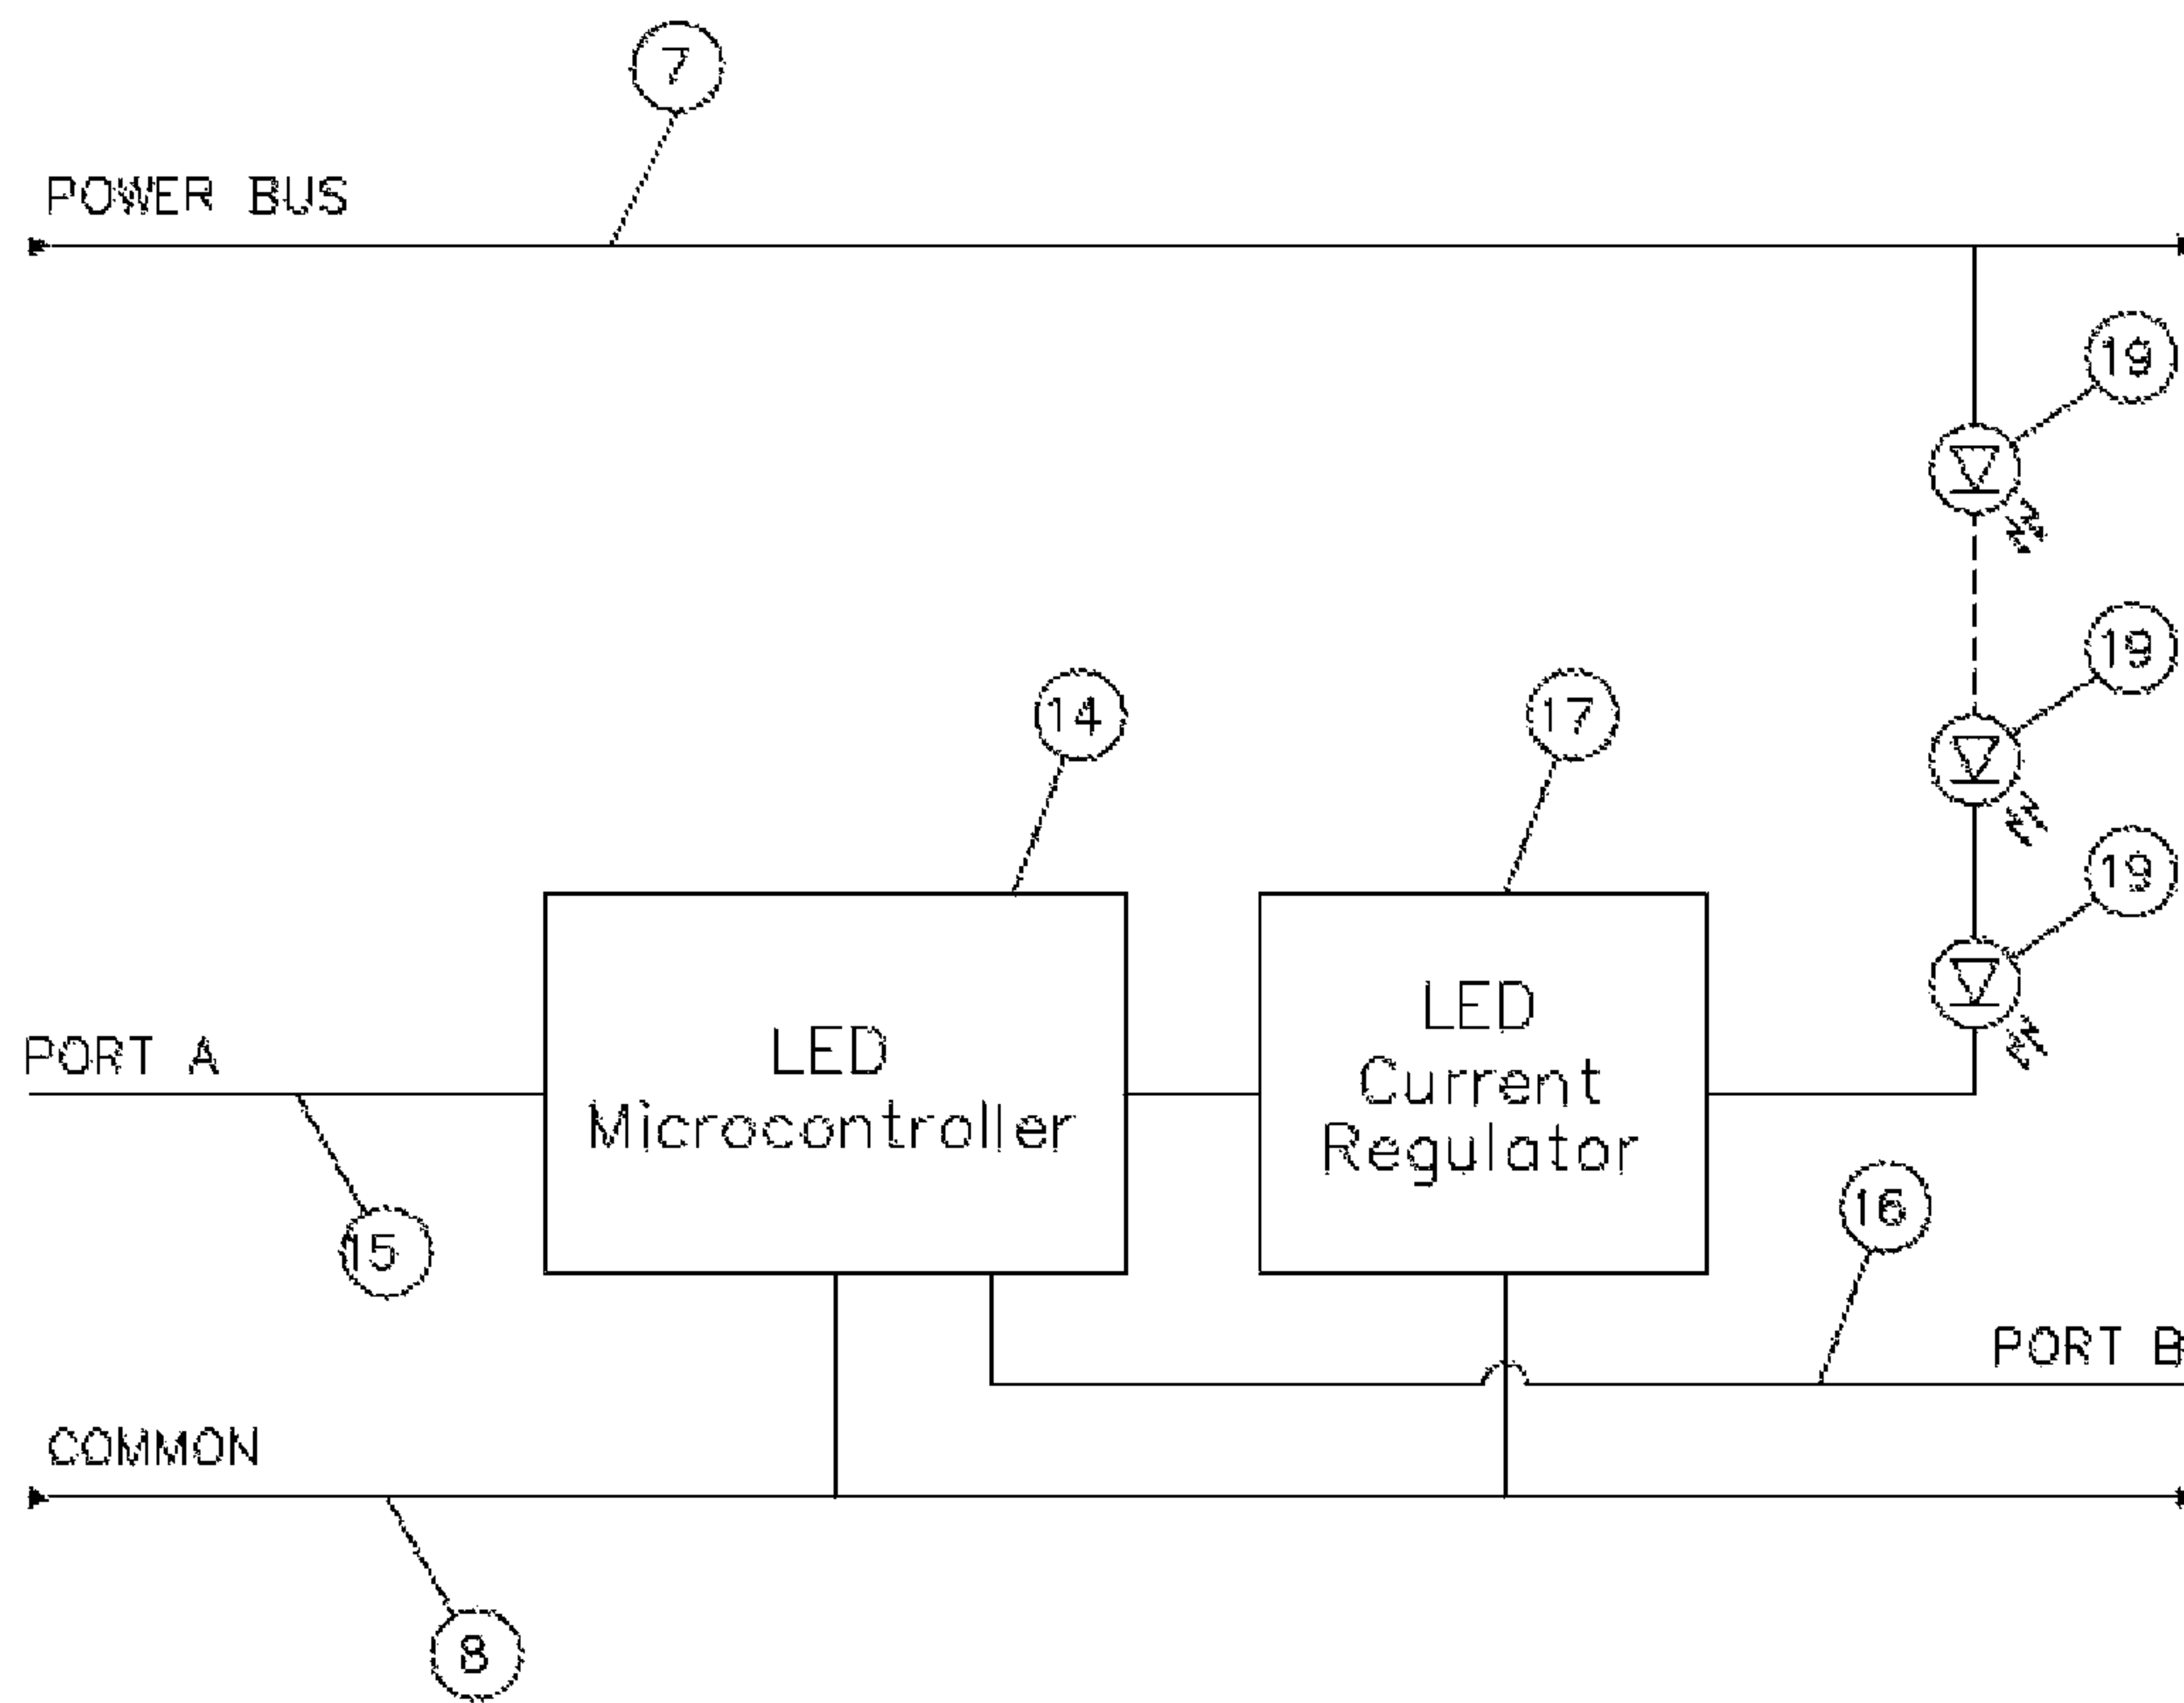 7
POWER BUS
19
19
14
17
19
LED
Microcontroller
LED
Current
Regulator
PORT A
15
16
PORT B
COMMON
8